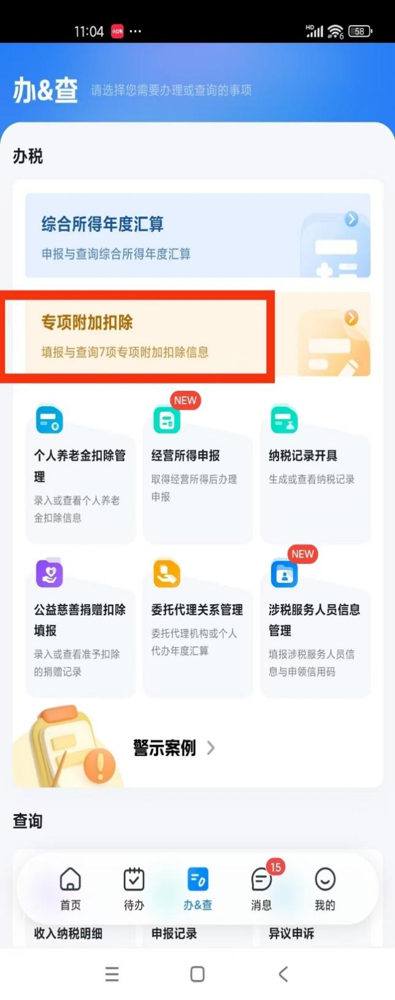 11:04 小红书 ... HD 6 58
办&查 请选择您需要办理或查询的事项
办税
综合所得年度汇算
申报与查询综合所得年度汇算
专项附加扣除
填报与查询7项专项附加扣除信息
NEW
个人养老金扣除管
理
录入或查看个人养老
金扣除信息
经营所得申报
取得经营所得后办理
申报
纳税记录开具
生成或查看纳税记录
NEW
公益慈善捐赠扣除
填报
录入或查看准予扣除
的捐赠记录
委托代理关系管理
委托代理机构或个人
代办年度汇算
涉税服务人员信息
管理
填报涉税服务人员信
息与申领信用码
警示案例
查询
15
首页 待办 办&查 消息 我的
收入纳税明细 申报记录 异议申诉